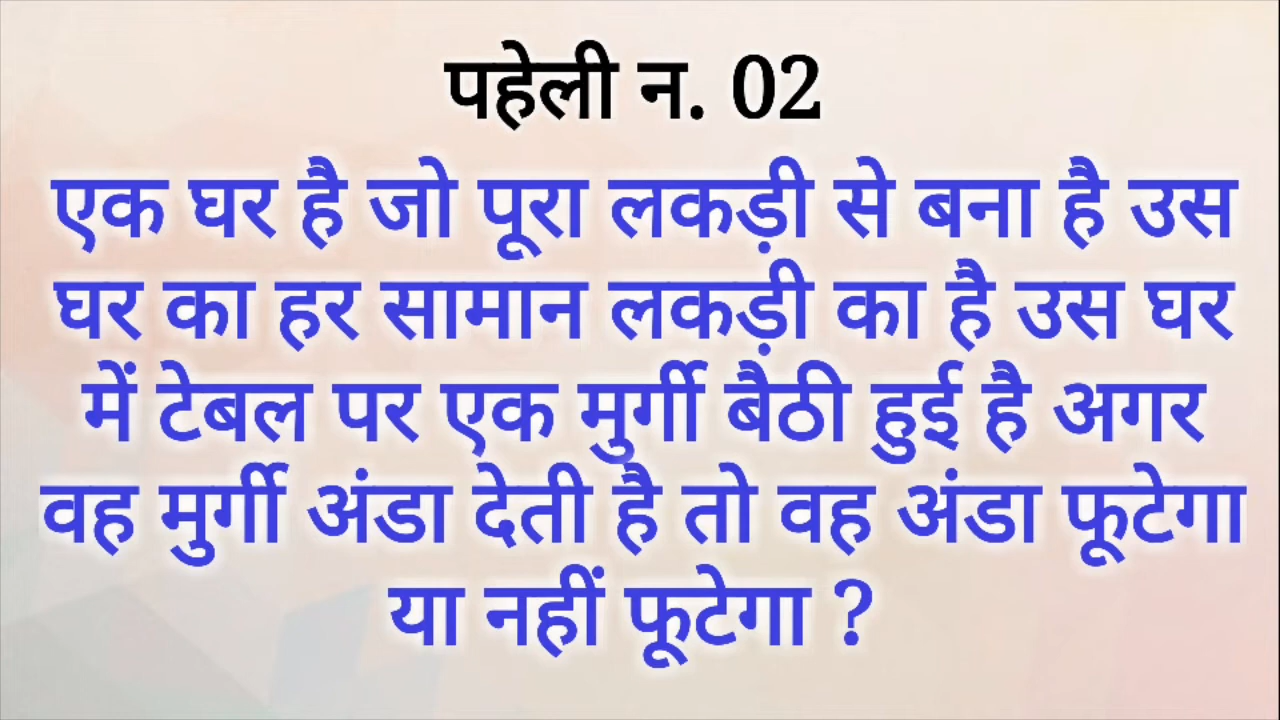 पहेली न. 02
एक घर है जो पूरा लकड़ी से बना है उस
घर का हर सामान लकड़ी का है उस घर
में टेबल पर एक मुर्गी बैठी हुई है अगर
वह मुर्गी अंडा देती है तो वह अंडा फूटेगा
या नहीं फूटेगा ?